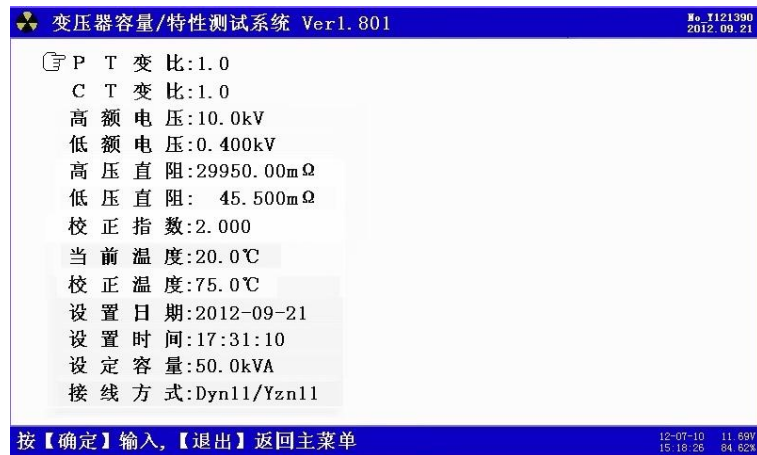 变压器容量/特性测试系统 Ver1.801
No_T121390
2012.09.21
P T 变 比:1.0
C T 变 比:1.0
高 额 电 压:10.0kV
低 额 电 压:0.400kV
高 压 直 阻:29950.00mΩ
低 压 直 阻: 45.500mΩ
校 正 指 数:2.000
当 前 温 度:20.0℃
校 正 温 度:75.0℃
设 置 日 期:2012-09-21
设 置 时 间:17:31:10
设 定 容 量:50.0kVA
接 线 方 式:Dyn11/Yzn11
按【确定】输入,【退出】返回主菜单
12-07-10 11.69V
15:18:26 84.62%